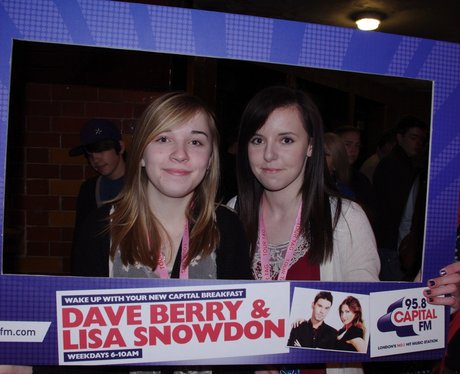 WAKE UP WITH YOUR NEW CAPITAL BREAKFAST
DAVE BERRY &
LISA SNOWDON
WEEKDAYS 6-10AM
fm.com
95.8
CAPITAL
FM
LONDON'S No.1 HIT MUSIC STATION